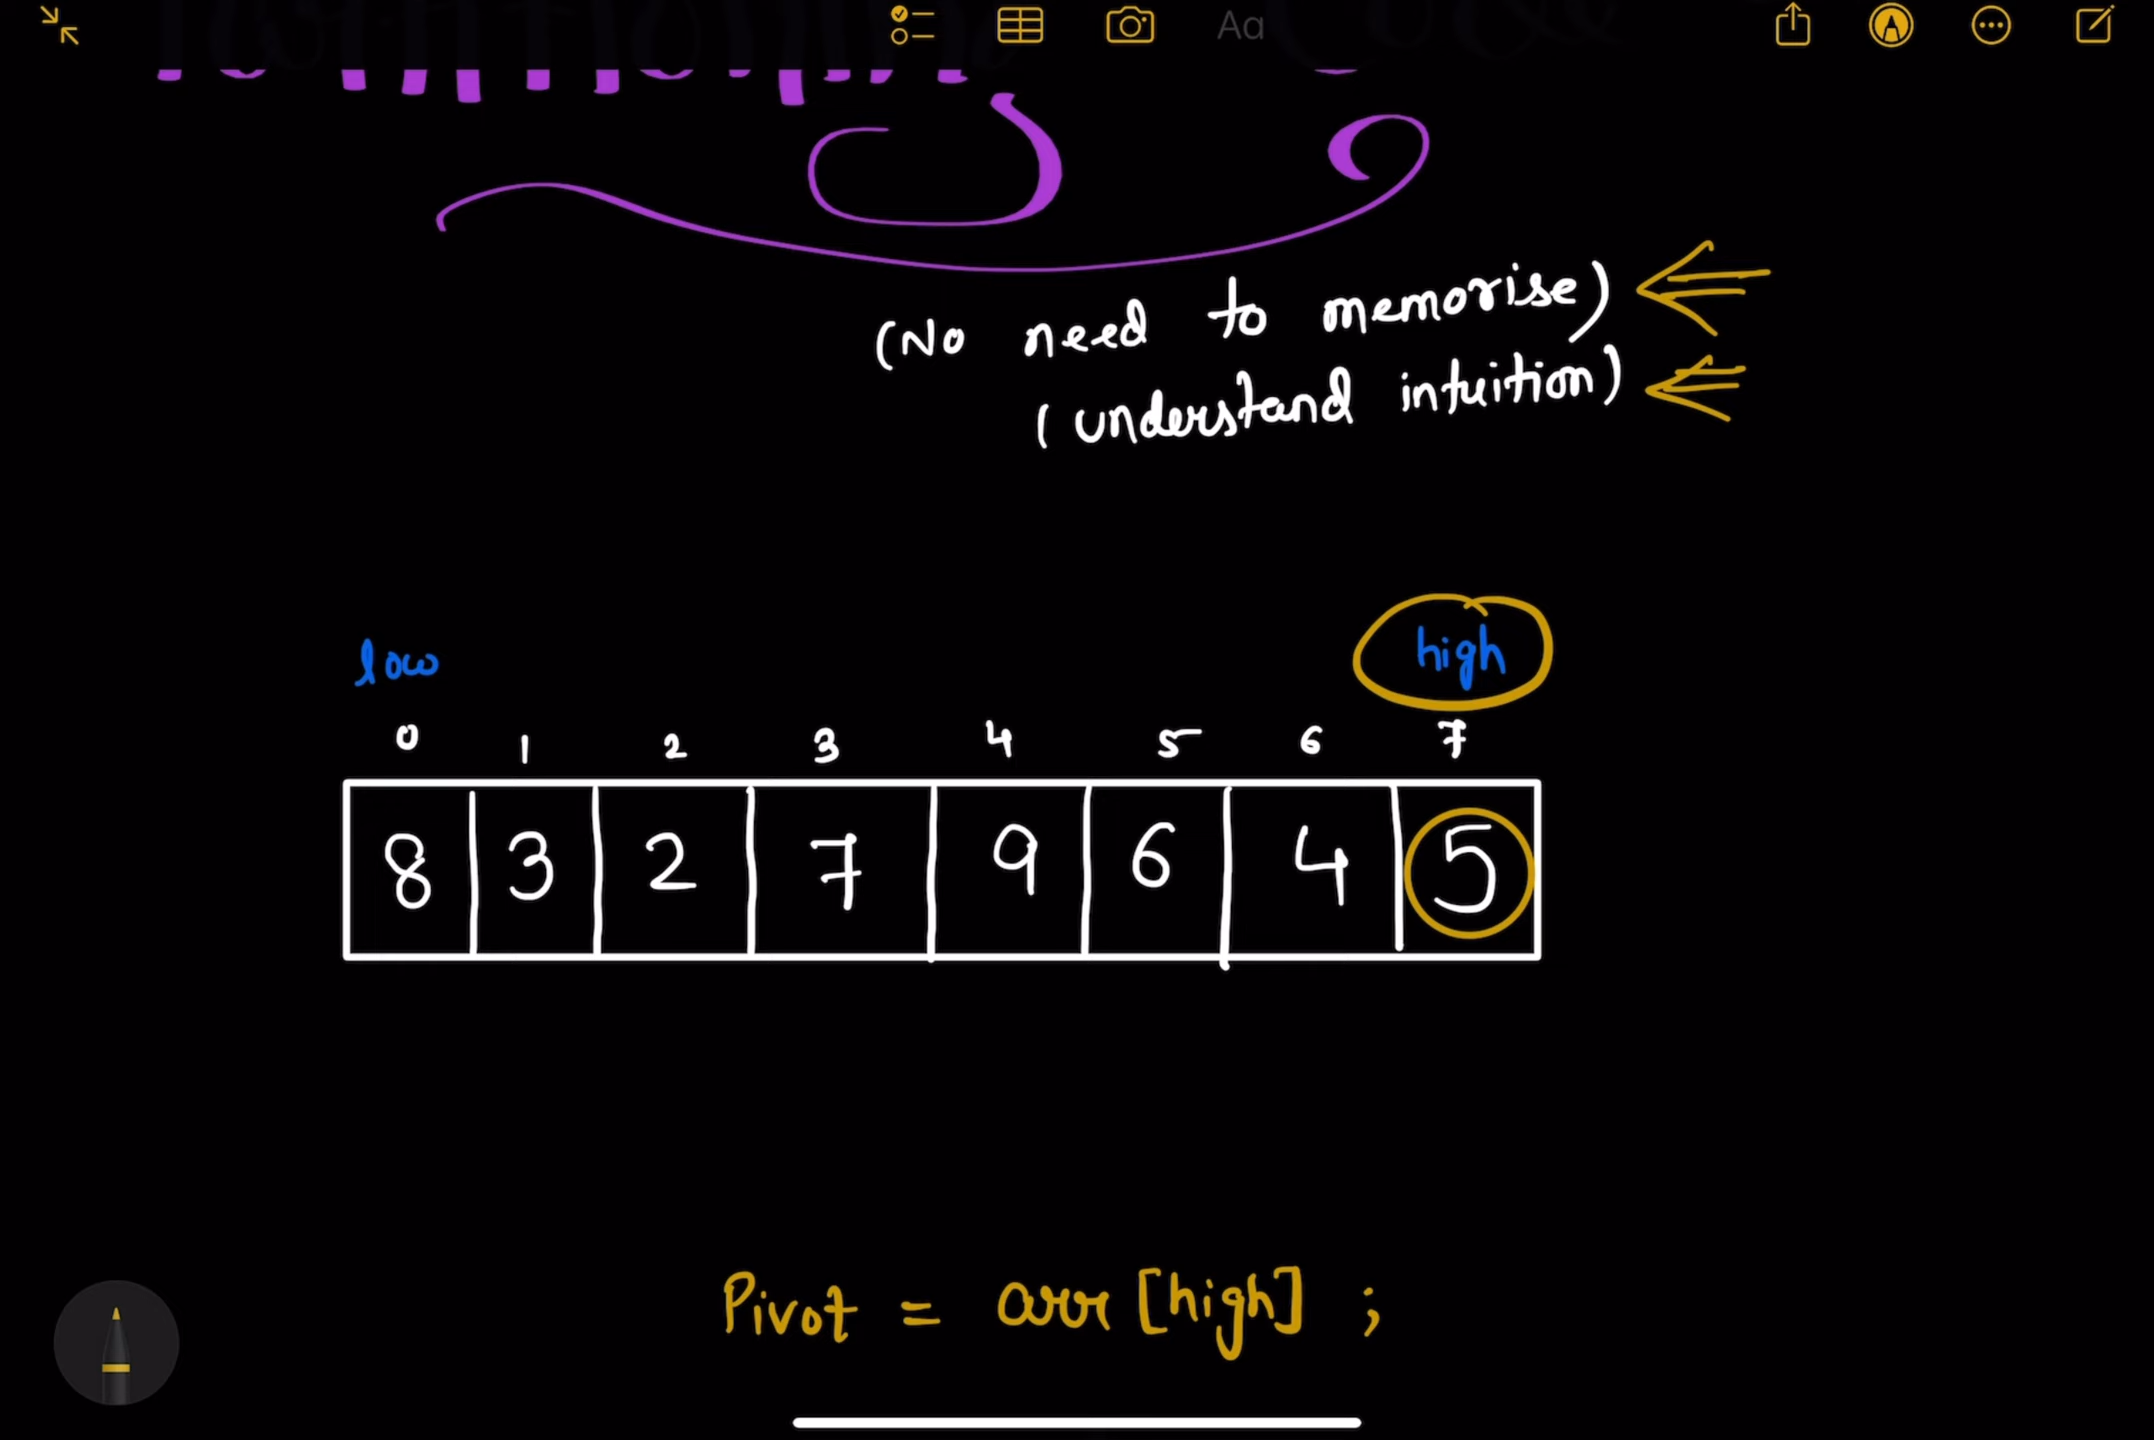 Aa
(No need to memorise)
(understand intuition)
low high
0 1 2 3 4 5 6 7
8 3 2 7 9 6 4 5
Pivot = arr [high] ;